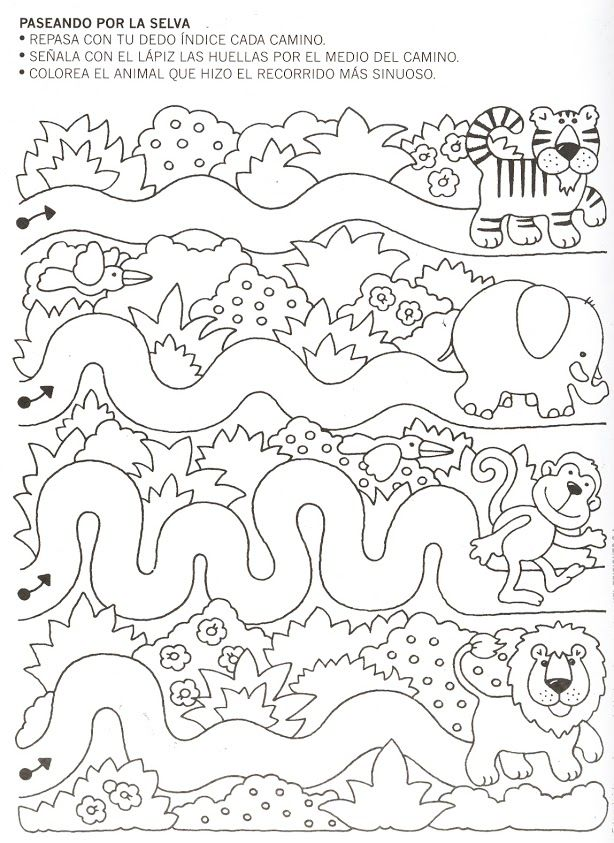 PASEANDO POR LA SELVA
• REPASA CON TU DEDO ÍNDICE CADA CAMINO.
• SEÑALA CON EL LÁPIZ LAS HUELLAS POR EL MEDIO DEL CAMINO.
• COLOREA EL ANIMAL QUE HIZO EL RECORRIDO MÁS SINUOSO.